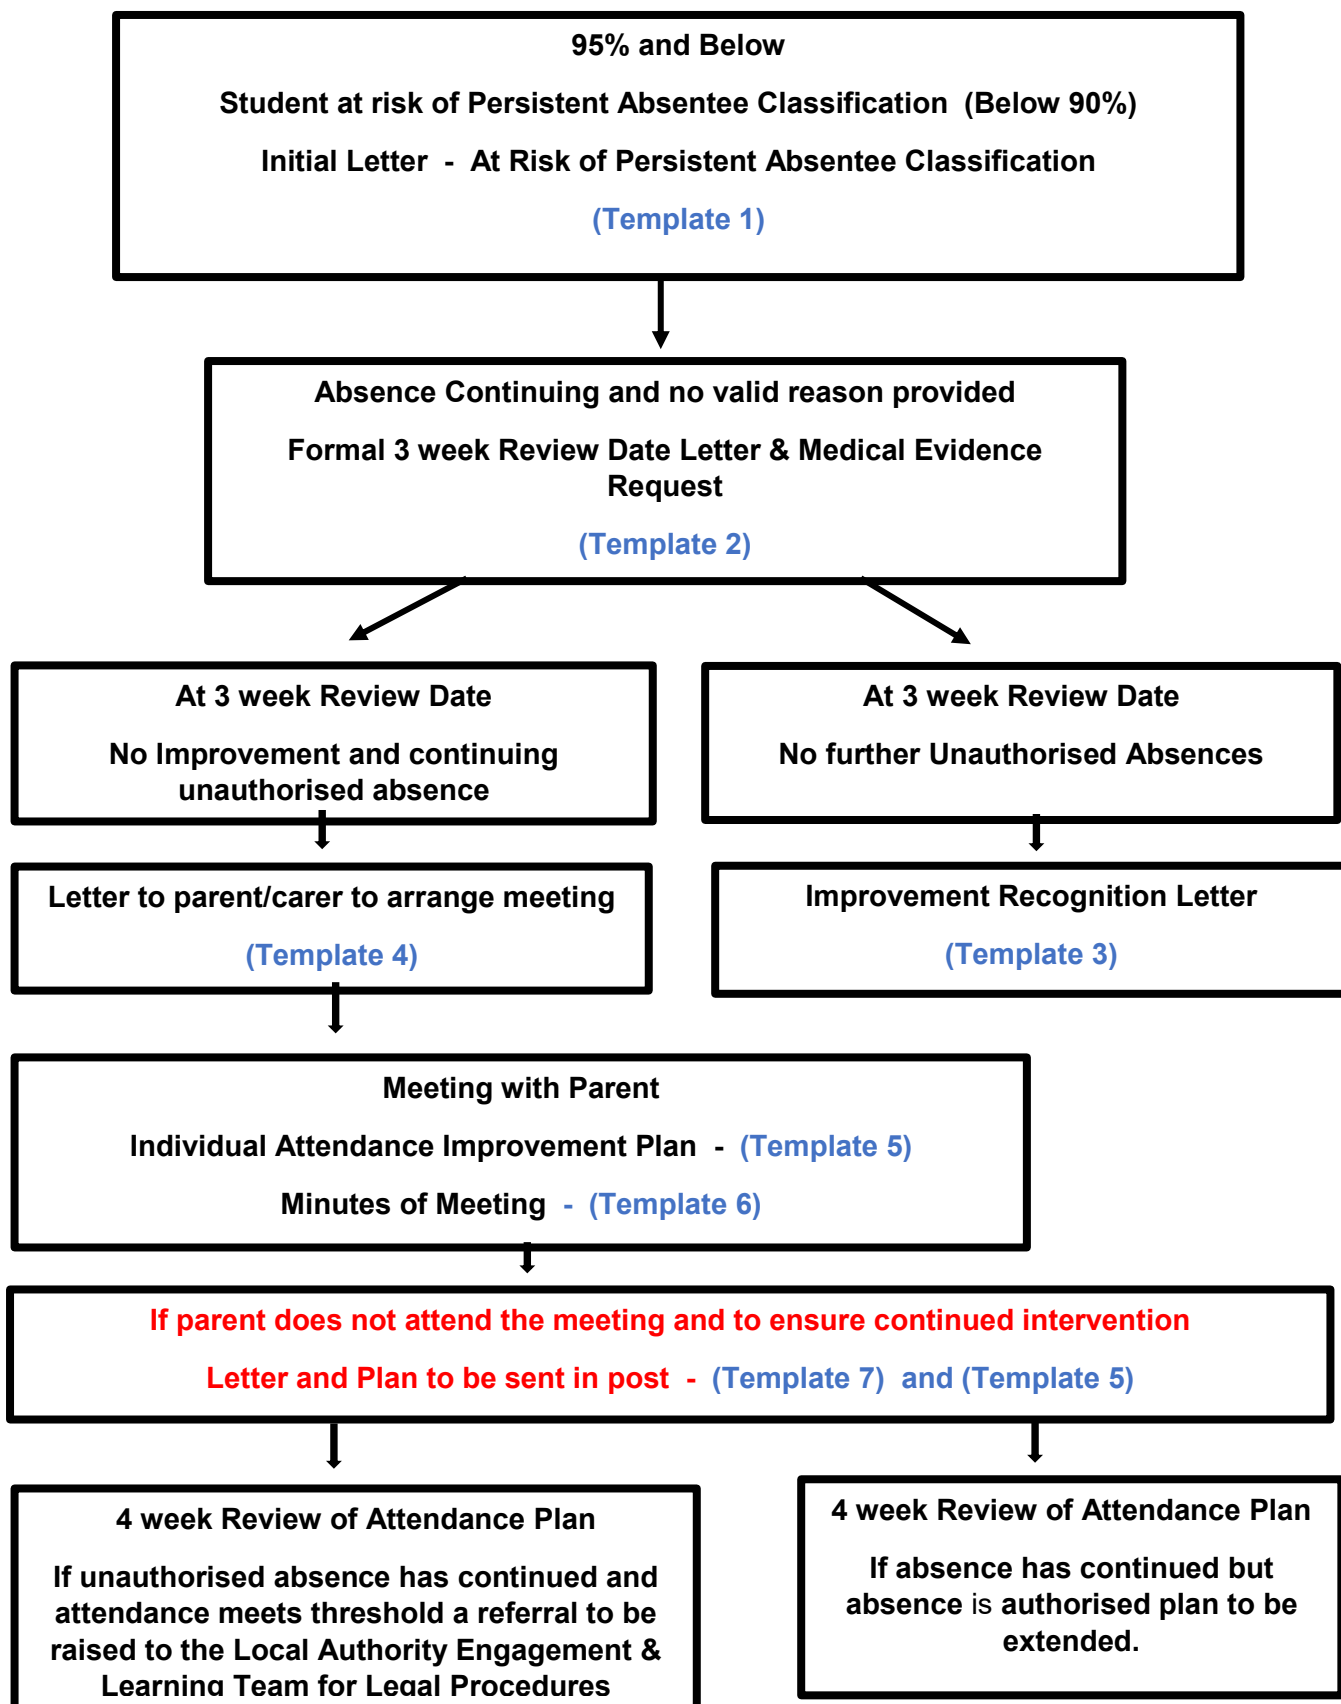 95% and Below
Student at risk of Persistent Absentee Classification (Below 90%)
Initial Letter - At Risk of Persistent Absentee Classification
(Template 1)
Absence Continuing and no valid reason provided
Formal 3 week Review Date Letter & Medical Evidence
Request
(Template 2)
At 3 week Review Date
No Improvement and continuing
unauthorised absence
At 3 week Review Date
No further Unauthorised Absences
Letter to parent/carer to arrange meeting
(Template 4)
Improvement Recognition Letter
(Template 3)
Meeting with Parent
Individual Attendance Improvement Plan - (Template 5)
Minutes of Meeting - (Template 6)
If parent does not attend the meeting and to ensure continued intervention
Letter and Plan to be sent in post - (Template 7) and (Template 5)
4 week Review of Attendance Plan
If unauthorised absence has continued and
attendance meets threshold a referral to be
raised to the Local Authority Engagement &
Learning Team for Legal Procedures
4 week Review of Attendance Plan
If absence has continued but
absence is authorised plan to be
extended.